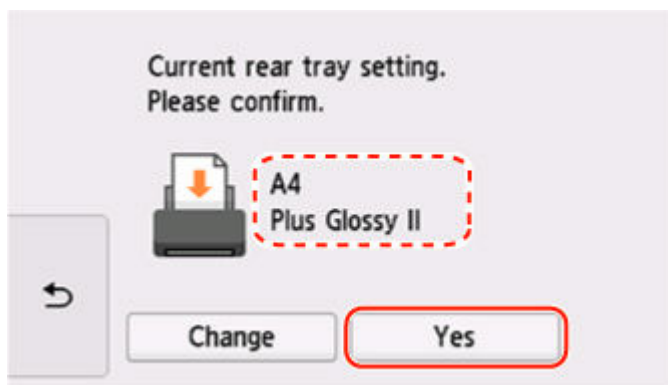 Current rear tray setting.
Please confirm.
A4
Plus Glossy II
Change
Yes